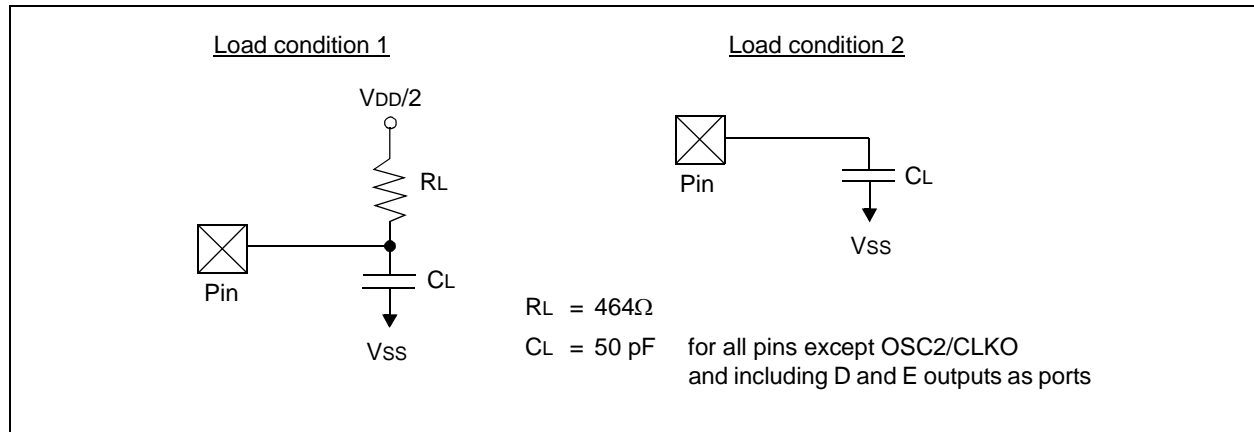 Load condition 1
VDD/2
RL
Pin
CL
VSS
Load condition 2
Pin
CL
VSS
RL = 464Ω
CL = 50 pF for all pins except OSC2/CLKO
and including D and E outputs as ports